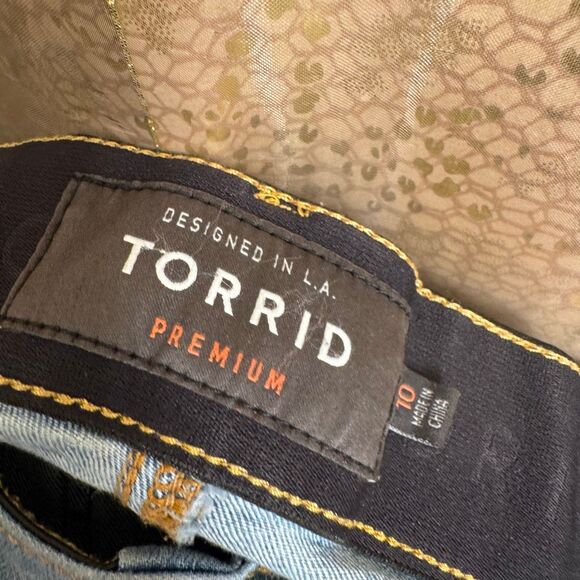 DESIGNED IN L.A.
TORRID
PREMIUM
10
MADE IN
CHINA